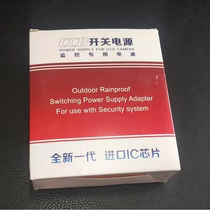 CCD开关电源
POWER SUPPLY FOR CCD CAMERA
监控专用电源
Outdoor Rainproof
Switching Power Supply Adapter
For use with Security system
全新一代 进口IC芯片